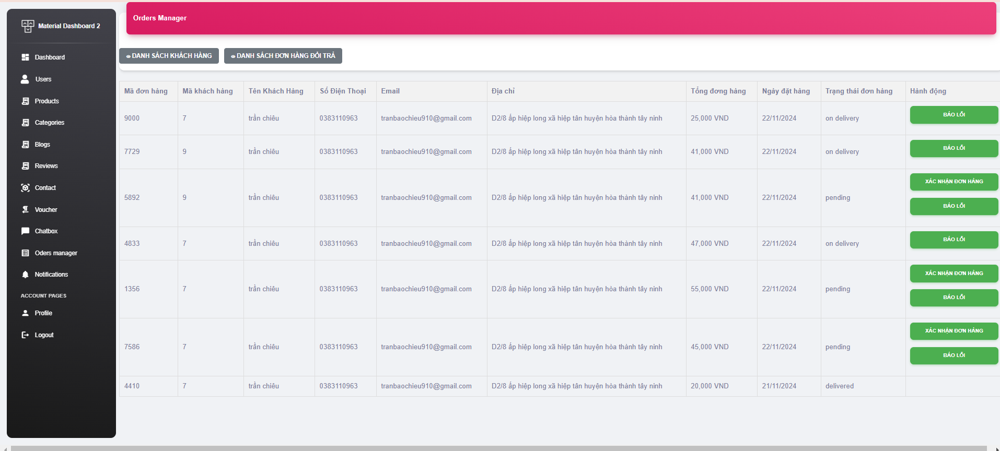 Orders Manager
Material Dashboard 2
Dashboard
Users
Products
Categories
Blogs
Reviews
Contact
Voucher
Chatbox
Oders manager
Notifications
ACCOUNT PAGES
Profile
Logout
DANH SÁCH KHÁCH HÀNG DANH SÁCH ĐƠN HÀNG ĐỔI TRẢ
Mã đơn hàng Mã khách hàng Tên Khách Hàng Số Điện Thoại Email Địa chỉ Tổng đơng hàng Ngày đặt hàng Trạng thái đơn hàng Hành động
9000 7 trần chiêu 0383110963 tranbaochieu910@gmail.com D2/8 ấp hiệp long xã hiệp tân huyện hòa thành tây ninh 25,000 VND 22/11/2024 on delivery BÁO LỖI
7729 9 trần chiêu 0383110963 tranbaochieu910@gmail.com D2/8 ấp hiệp long xã hiệp tân huyện hòa thành tây ninh 41,000 VND 22/11/2024 on delivery BÁO LỖI
5892 9 trần chiêu 0383110963 tranbaochieu910@gmail.com D2/8 ấp hiệp long xã hiệp tân huyện hòa thành tây ninh 41,000 VND 22/11/2024 pending XÁC NHẬN ĐƠN HÀNG
BÁO LỖI
4833 7 trần chiêu 0383110963 tranbaochieu910@gmail.com D2/8 ấp hiệp long xã hiệp tân huyện hòa thành tây ninh 47,000 VND 22/11/2024 on delivery BÁO LỖI
1356 7 trần chiêu 0383110963 tranbaochieu910@gmail.com D2/8 ấp hiệp long xã hiệp tân huyện hòa thành tây ninh 55,000 VND 22/11/2024 pending XÁC NHẬN ĐƠN HÀNG
BÁO LỖI
7586 7 trần chiêu 0383110963 tranbaochieu910@gmail.com D2/8 ấp hiệp long xã hiệp tân huyện hòa thành tây ninh 45,000 VND 22/11/2024 pending XÁC NHẬN ĐƠN HÀNG
BÁO LỖI
4410 7 trần chiêu 0383110963 tranbaochieu910@gmail.com D2/8 ấp hiệp long xã hiệp tân huyện hòa thành tây ninh 20,000 VND 21/11/2024 delivered